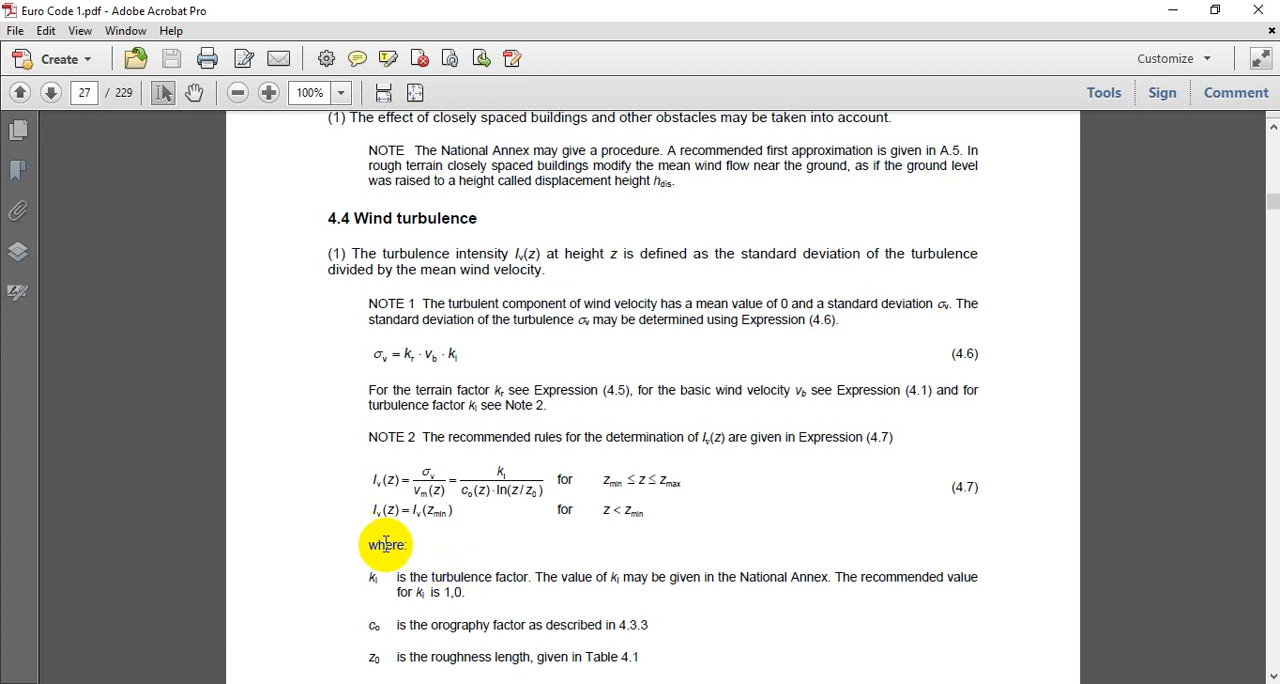 Euro Code 1.pdf - Adobe Acrobat Pro
File Edit View Window Help
Create Customize
27 / 229 100% Tools Sign Comment
(1) The effect of closely spaced buildings and other obstacles may be taken into account.
NOTE The National Annex may give a procedure. A recommended first approximation is given in A.5. In
rough terrain closely spaced buildings modify the mean wind flow near the ground, as if the ground level
was raised to a height called displacement height hdis.
4.4 Wind turbulence
(1) The turbulence intensity Iv(z) at height z is defined as the standard deviation of the turbulence
divided by the mean wind velocity.
NOTE 1 The turbulent component of wind velocity has a mean value of 0 and a standard deviation σv. The
standard deviation of the turbulence σv may be determined using Expression (4.6).
σv = kr · vb · kI (4.6)
For the terrain factor kr see Expression (4.5), for the basic wind velocity vb see Expression (4.1) and for
turbulence factor kI see Note 2.
NOTE 2 The recommended rules for the determination of Iv(z) are given in Expression (4.7)
Iv(z) = σv / vm(z) = kI / co(z) · ln(z/z0) for zmin ≤ z ≤ zmax
(4.7)
Iv(z) = Iv(zmin) for z < zmin
where:
kI is the turbulence factor. The value of kI may be given in the National Annex. The recommended value
for kI is 1,0.
co is the orography factor as described in 4.3.3
z0 is the roughness length, given in Table 4.1